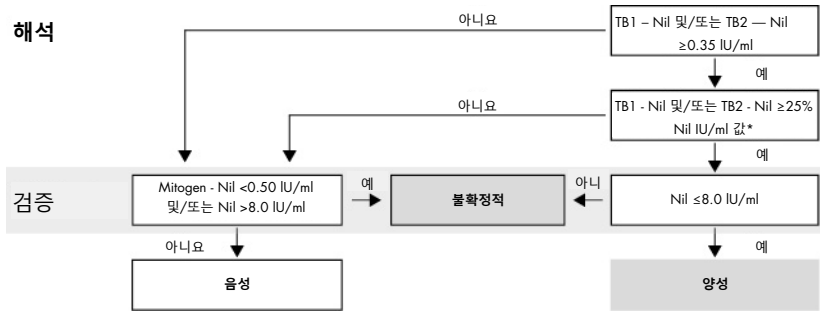 해석
아니요
TB1 – Nil 및/또는 TB2 — Nil
≥0.35 IU/ml
예
아니요
TB1 - Nil 및/또는 TB2 - Nil ≥25%
Nil IU/ml 값*
예
검증
Mitogen - Nil <0.50 IU/ml
및/또는 Nil >8.0 IU/ml
예
불확정적
아니
Nil ≤8.0 IU/ml
아니요
예
음성
양성